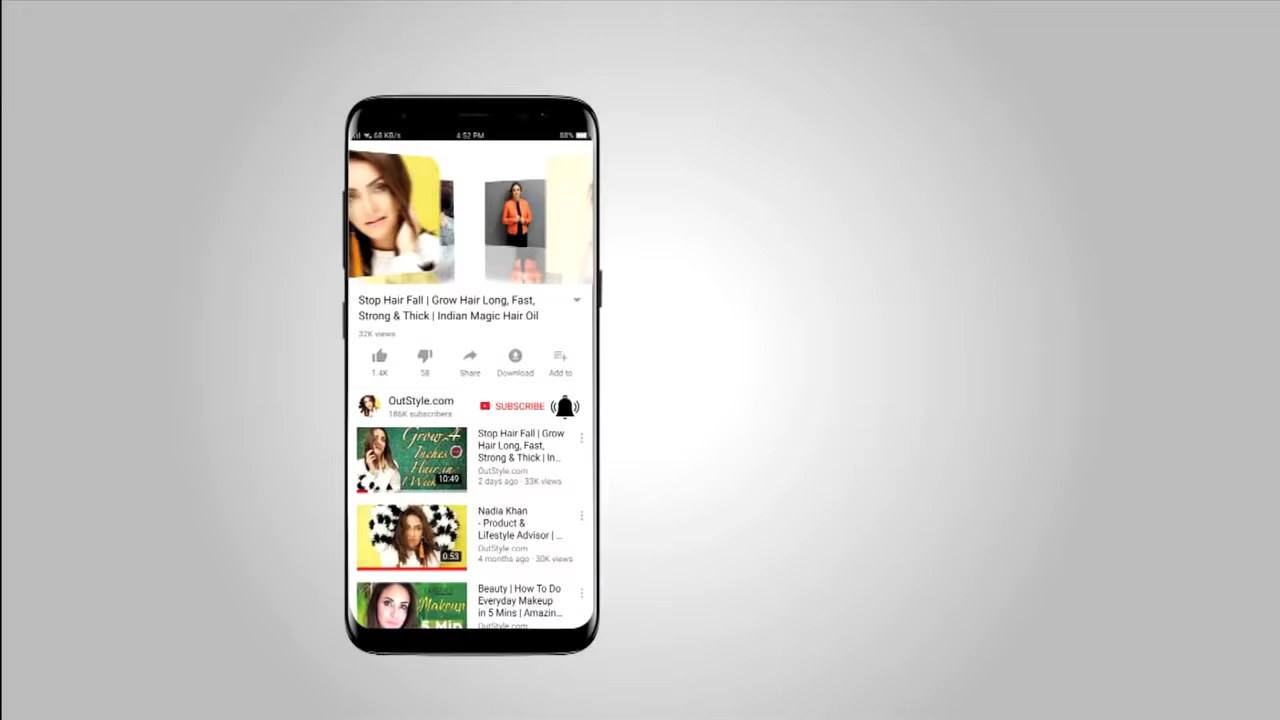 68 KB/s
4:52 PM
88%
Stop Hair Fall | Grow Hair Long, Fast,
Strong & Thick | Indian Magic Hair Oil
32K views
1.4K
58
Share
Download
Add to
OutStyle.com
186K subscribers
SUBSCRIBE
Grow 4
Inches
Hair in
1 Week
10:49
Stop Hair Fall | Grow
Hair Long, Fast,
Strong & Thick | In...
OutStyle.com
2 days ago · 33K views
0:53
Nadia Khan
- Product &
Lifestyle Advisor | ...
OutStyle.com
4 months ago · 30K views
Makeup
5 Min
Beauty | How To Do
Everyday Makeup
in 5 Mins | Amazin...
OutStyle.com